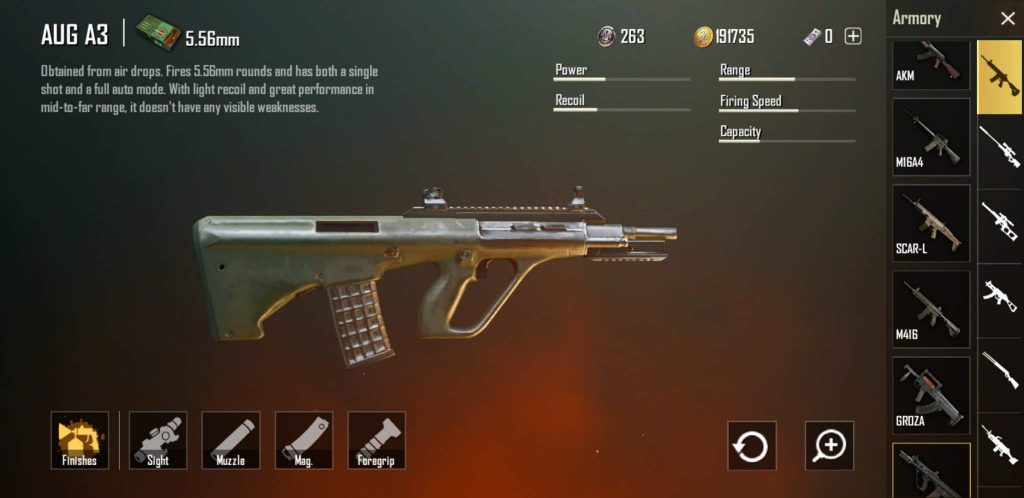 AUG A3
5.56mm
263
191735
0
Armory
Obtained from air drops. Fires 5.56mm rounds and has both a single
shot and a full auto mode. With light recoil and great performance in
mid-to-far range, it doesn't have any visible weaknesses.
Power
Range
Recoil
Firing Speed
Capacity
AKM
M16A4
SCAR-L
M416
GROZA
Finishes
Sight
Muzzle
Mag.
Foregrip